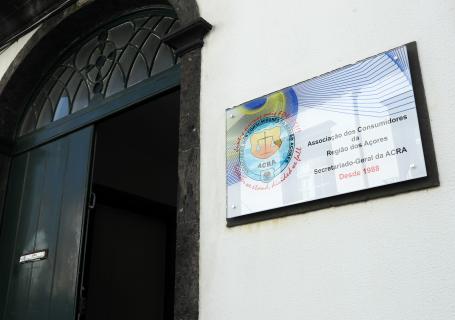 Associação dos Consumidores
da
Região dos Açores
Secretariado-Geral da ACRA
Desde 1988
ACRA